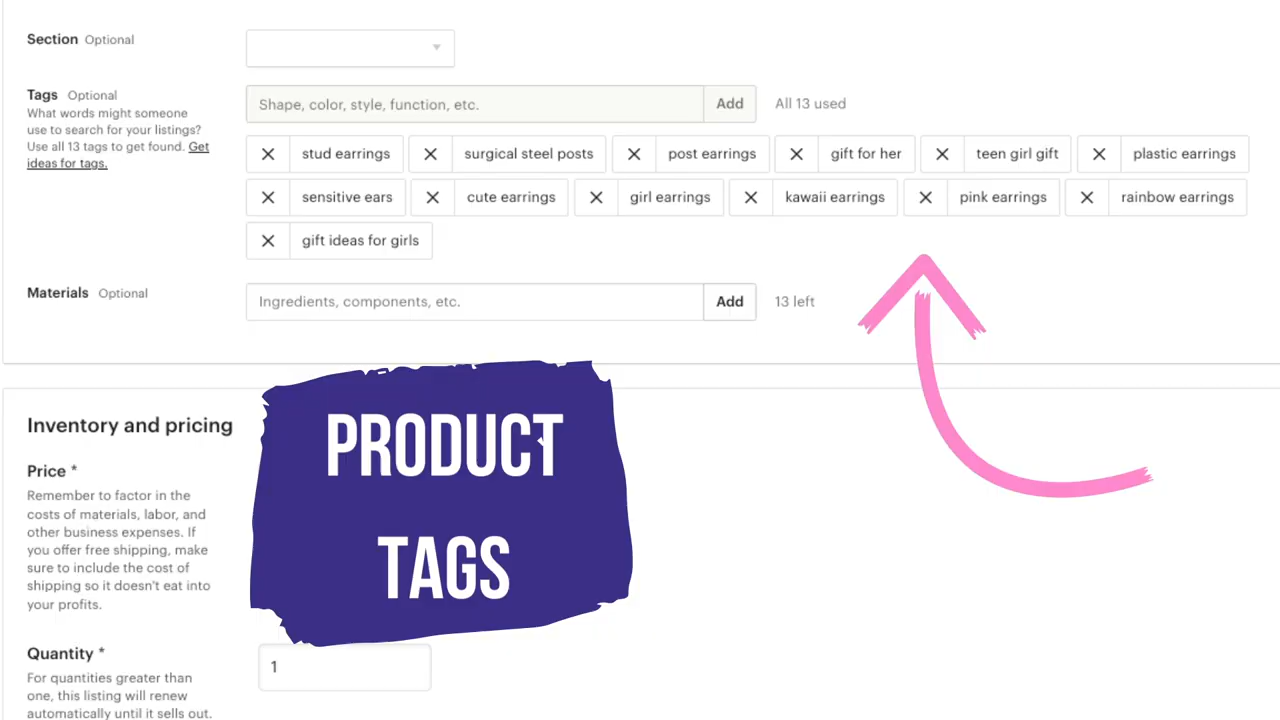 Section Optional
Tags Optional
What words might someone
use to search for your listings?
Use all 13 tags to get found. Get
ideas for tags.
Shape, color, style, function, etc.
Add
All 13 used
stud earrings
surgical steel posts
post earrings
gift for her
teen girl gift
plastic earrings
sensitive ears
cute earrings
girl earrings
kawaii earrings
pink earrings
rainbow earrings
gift ideas for girls
Materials Optional
Ingredients, components, etc.
Add
13 left
PRODUCT
TAGS
Inventory and pricing
Price *
Remember to factor in the
costs of materials, labor, and
other business expenses. If
you offer free shipping, make
sure to include the cost of
shipping so it doesn't eat into
your profits.
Quantity *
For quantities greater than
one, this listing will renew
automatically until it sells out.
1